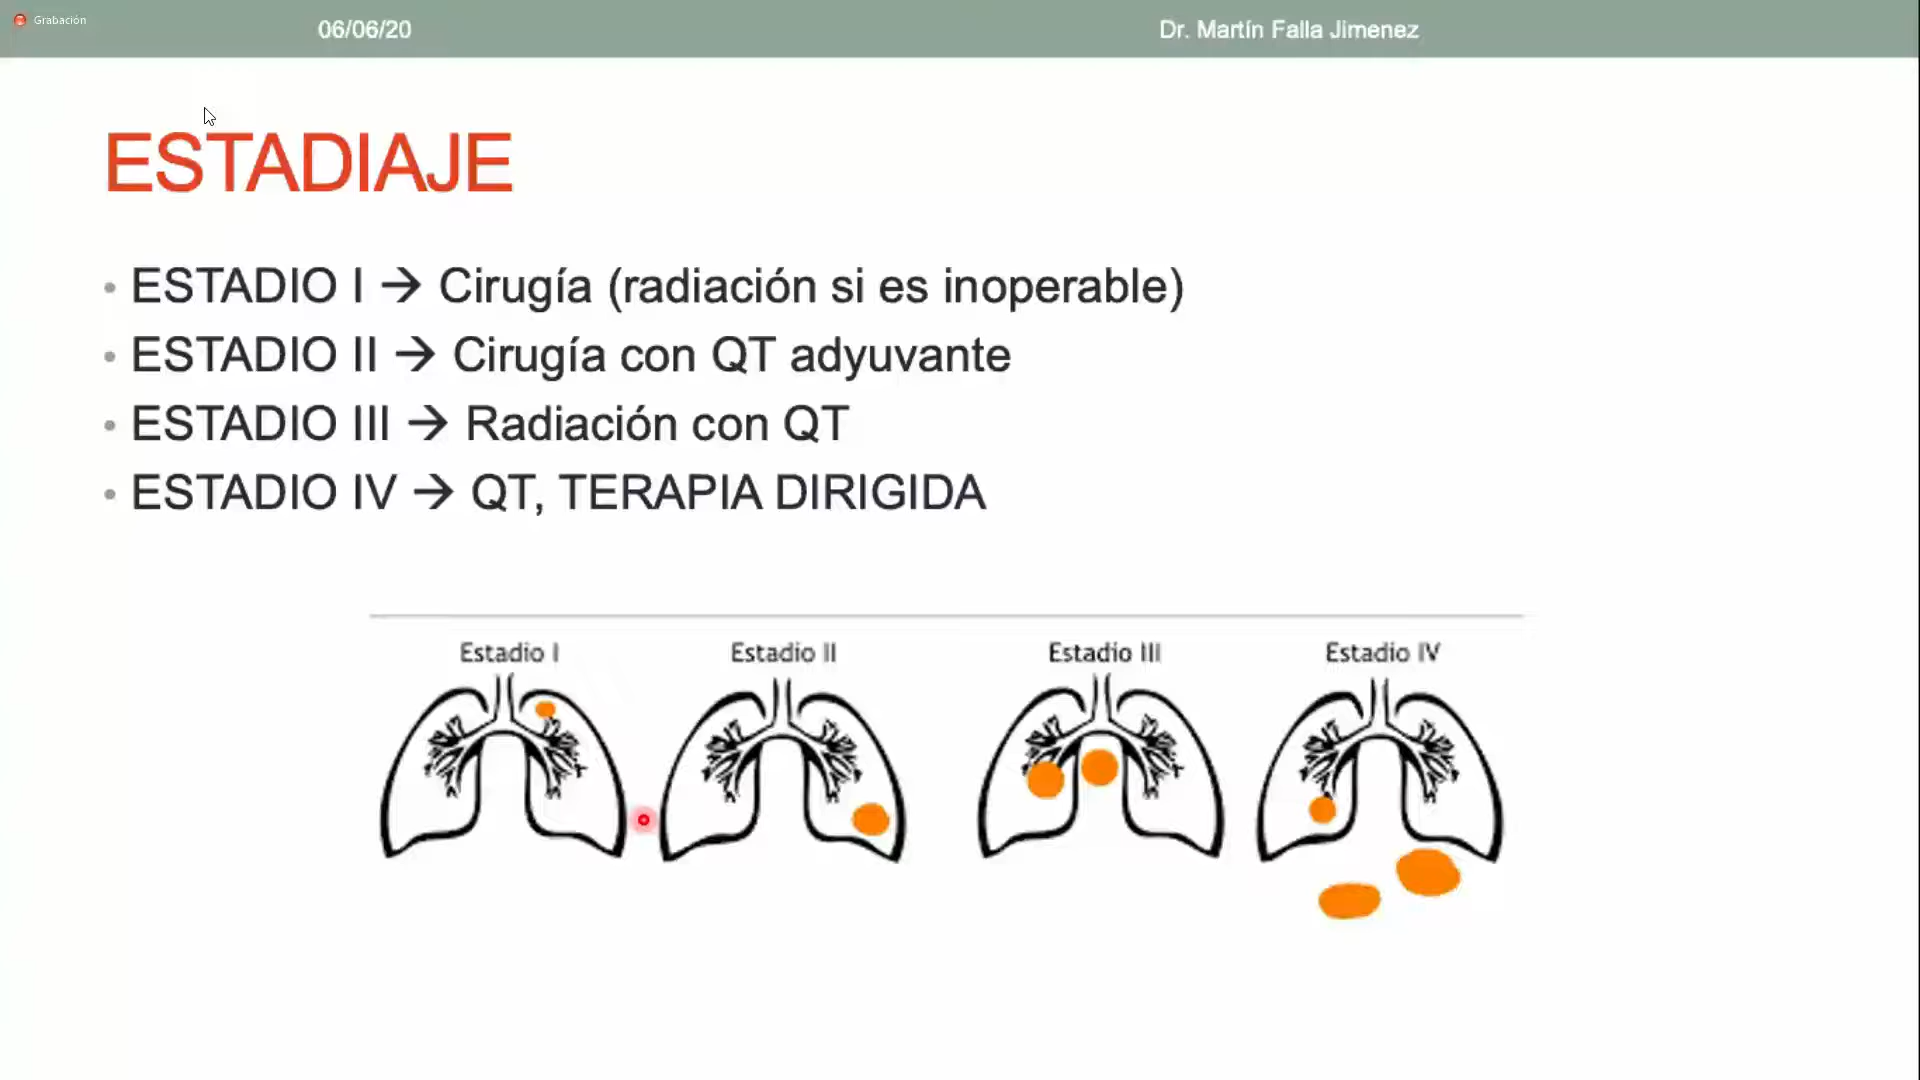 Grabación
06/06/20
Dr. Martín Falla Jimenez
ESTADIAJE
• ESTADIO I → Cirugía (radiación si es inoperable)
• ESTADIO II → Cirugía con QT adyuvante
• ESTADIO III → Radiación con QT
• ESTADIO IV → QT, TERAPIA DIRIGIDA
Estadio I
Estadio II
Estadio III
Estadio IV